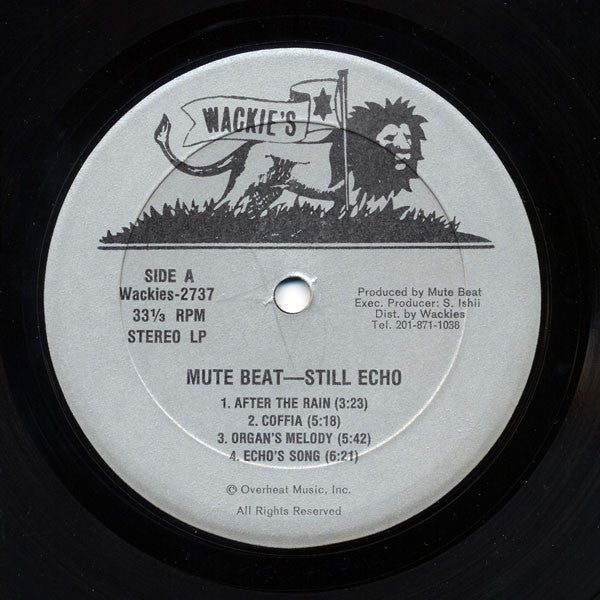 WACKIE'S
SIDE A
Wackies-2737
33⅓ RPM
STEREO LP
Produced by Mute Beat
Exec. Producer: S. Ishii
Dist. by Wackies
Tel. 201-871-1038
MUTE BEAT—STILL ECHO
1. AFTER THE RAIN (3:23)
2. COFFIA (5:18)
3. ORGAN'S MELODY (5:42)
4. ECHO'S SONG (6:21)
© Overheat Music, Inc.
All Rights Reserved